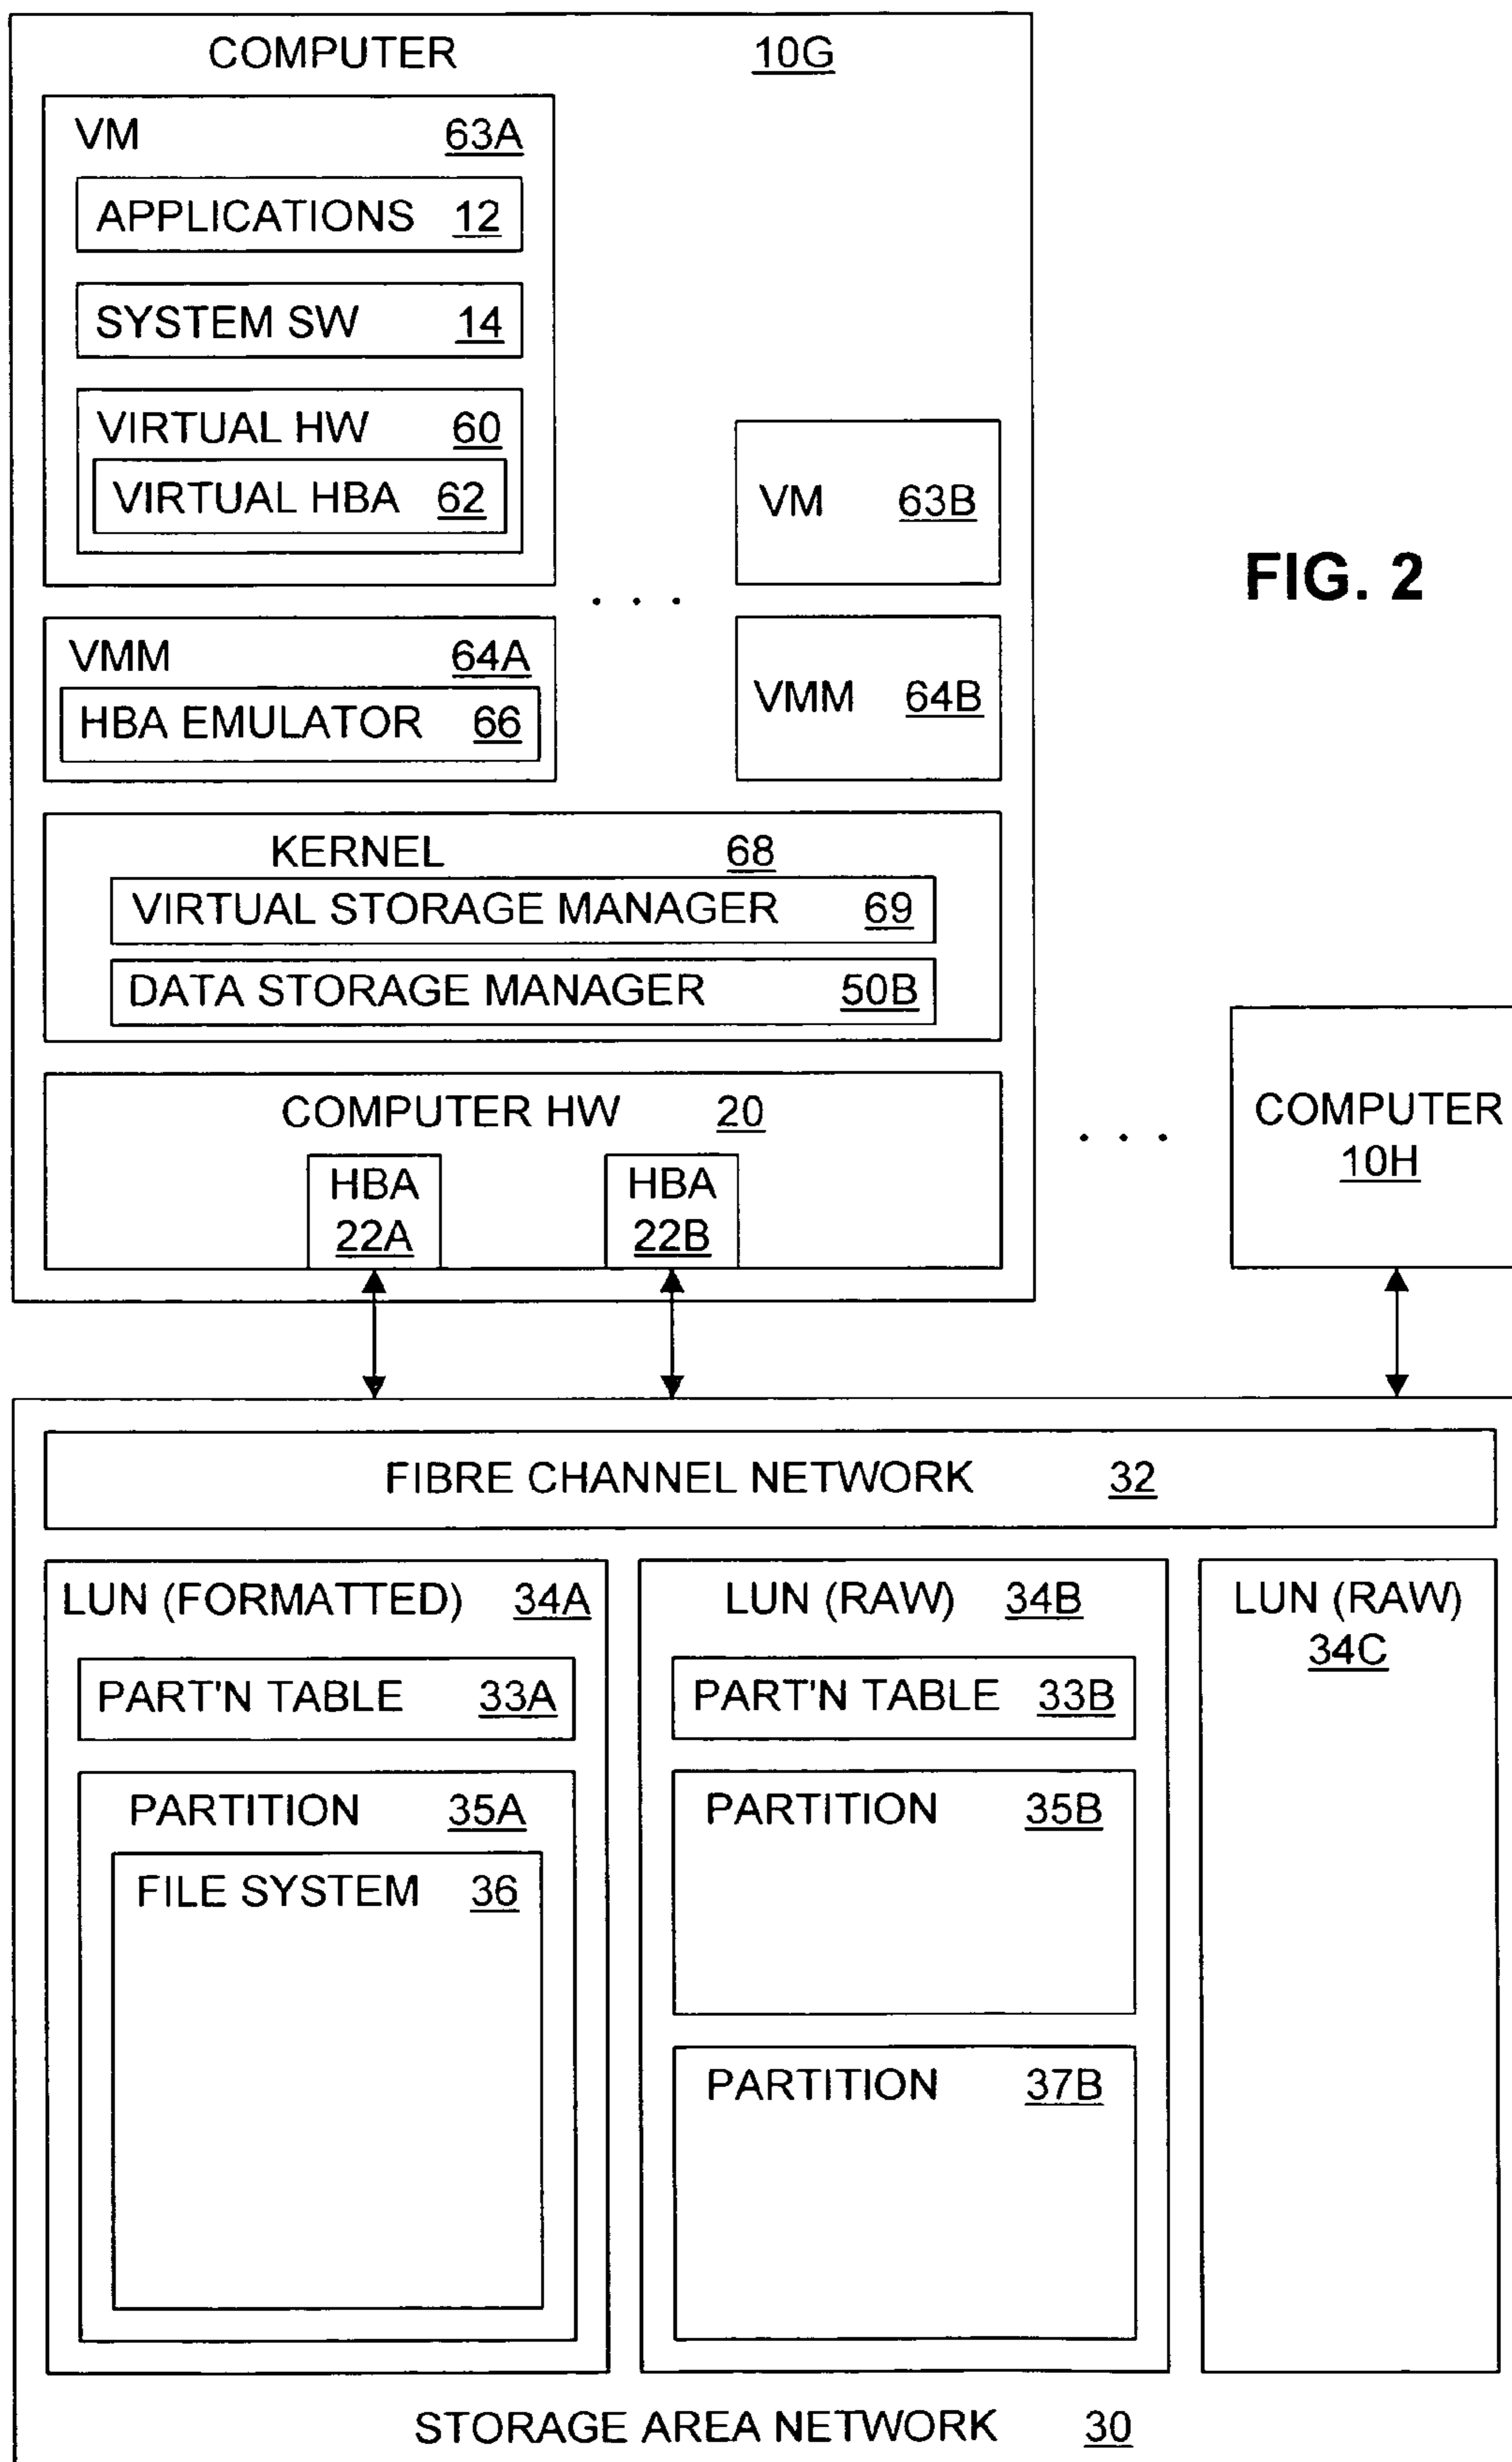 COMPUTER 10G
VM 63A
APPLICATIONS 12
SYSTEM SW 14
VIRTUAL HW 60
VIRTUAL HBA 62
VM 63B
. . .
FIG. 2
VMM 64A
HBA EMULATOR 66
VMM 64B
KERNEL 68
VIRTUAL STORAGE MANAGER 69
DATA STORAGE MANAGER 50B
COMPUTER HW 20
HBA
22A
HBA
22B
. . .
COMPUTER
10H
FIBRE CHANNEL NETWORK 32
LUN (FORMATTED) 34A
PART'N TABLE 33A
PARTITION 35A
FILE SYSTEM 36
LUN (RAW) 34B
PART'N TABLE 33B
PARTITION 35B
PARTITION 37B
LUN (RAW)
34C
STORAGE AREA NETWORK 30